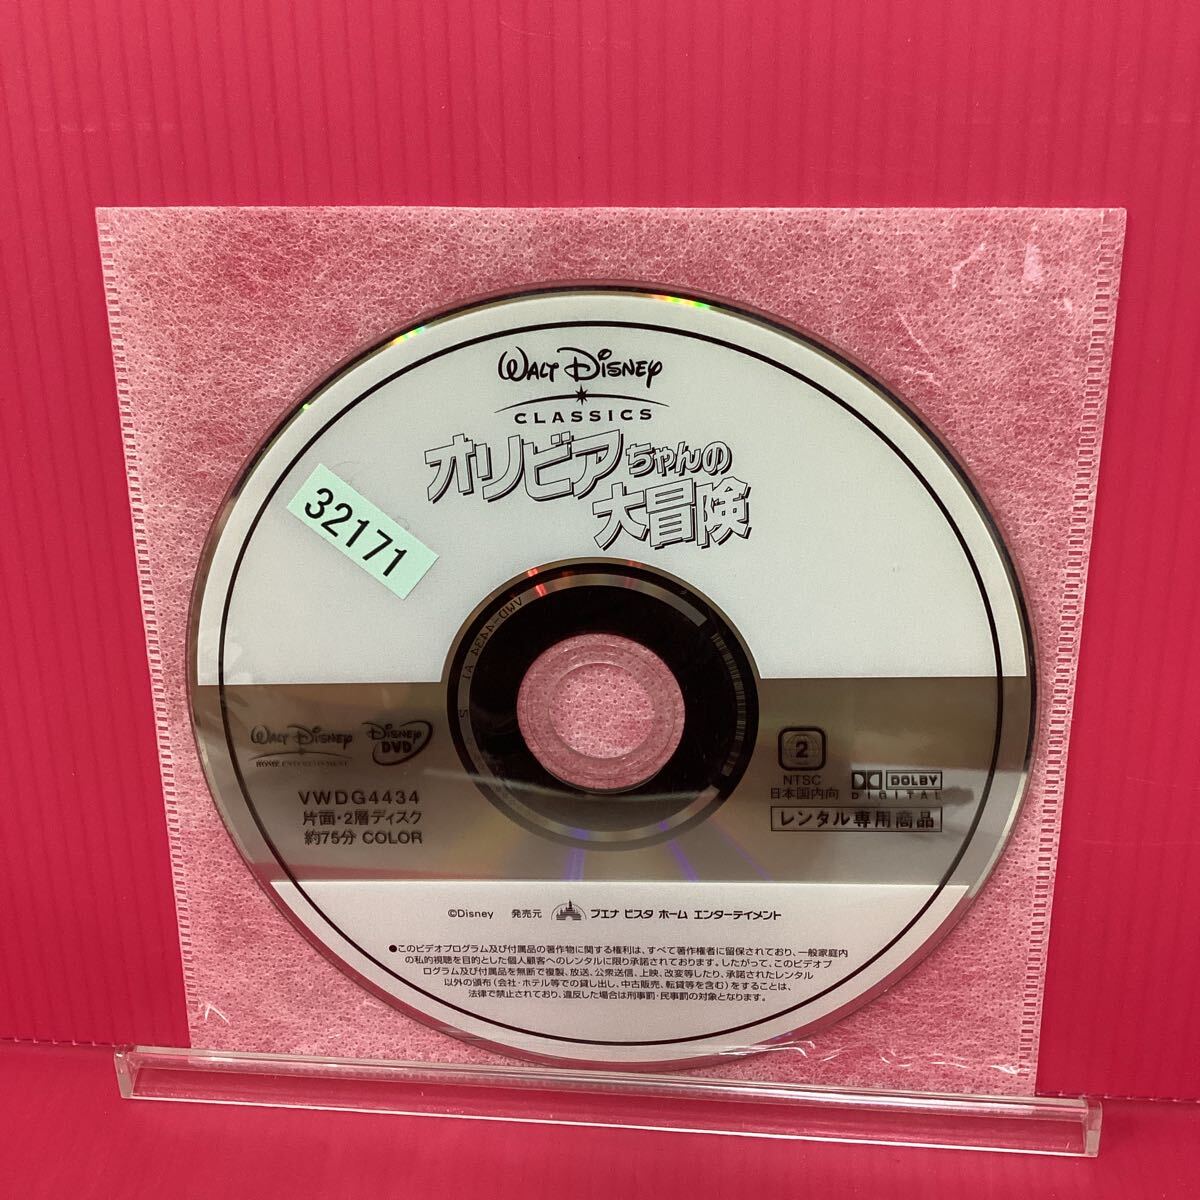 WALT DISNEY
CLASSICS
オリビアちゃんの
大冒険
32171
VWD-4434 A1
WALT DISNEY
HOME ENTERTAINMENT
DISNEY
DVD
VWDG4434
片面・2層ディスク
約75分 COLOR
2
NTSC
日本国内向
DOLBY
DIGITAL
レンタル専用商品
©Disney 発売元 ブエナ ビスタ ホーム エンターテイメント
●このビデオプログラム及び付属品の著作物に関する権利は、すべて著作権者に留保されており、一般家庭内
の私的視聴を目的とした個人顧客へのレンタルに限り承諾されております。したがって、このビデオプ
ログラム及び付属品を無断で複製、放送、公衆送信、上映、改変等したり、承諾されたレンタル
以外の頒布(会社・ホテル等での貸し出し、中古販売、転貸等を含む)をすることは、
法律で禁止されており、違反した場合は刑事罰・民事罰の対象となります。